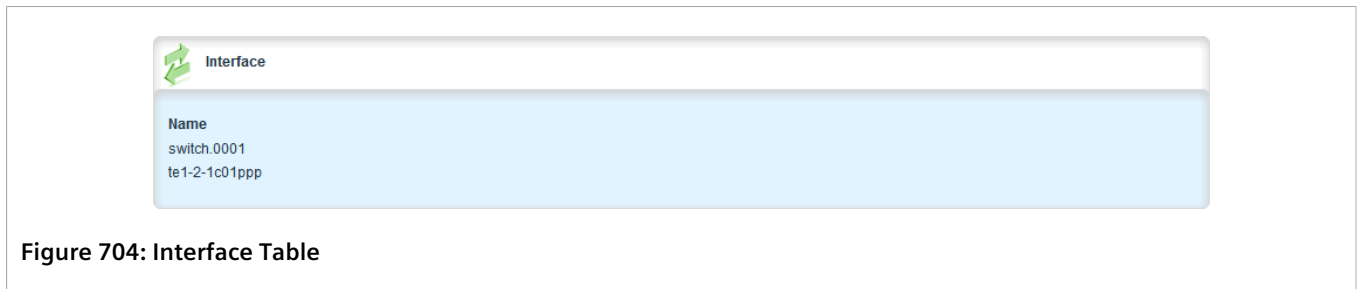 Interface
Name
switch.0001
te1-2-1c01ppp
Figure 704: Interface Table